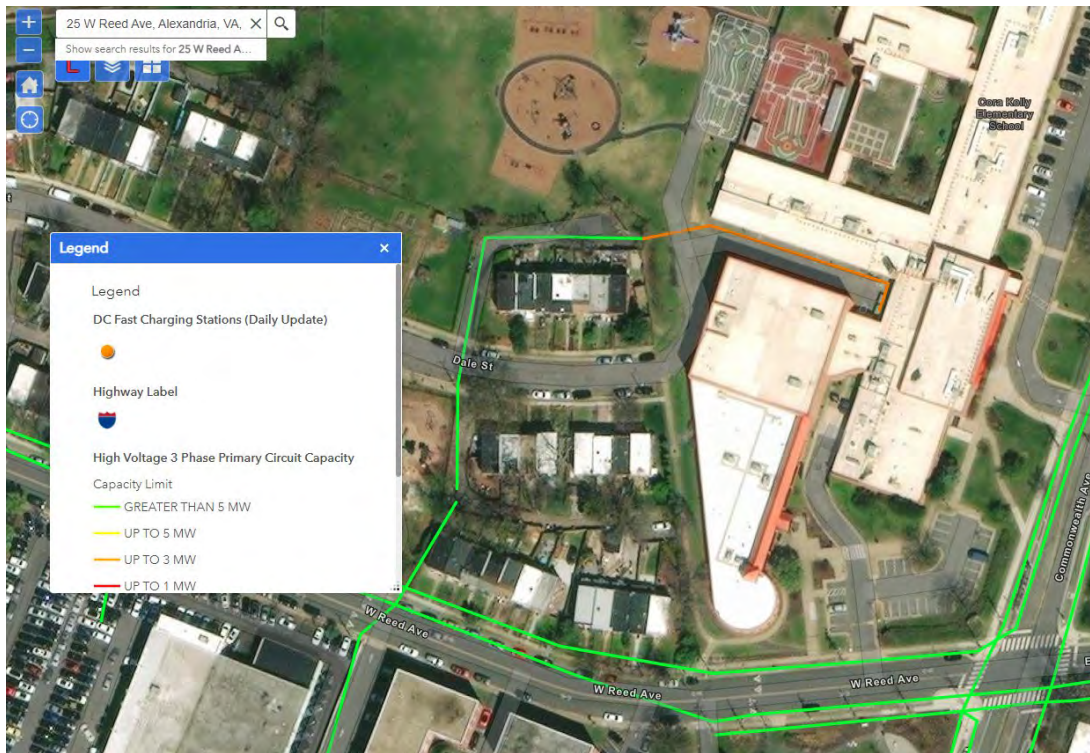 25 W Reed Ave, Alexandria, VA,
Show search results for 25 W Reed A...
Cora Kelly
Elementary
School
Legend
Legend
DC Fast Charging Stations (Daily Update)
Highway Label
High Voltage 3 Phase Primary Circuit Capacity
Capacity Limit
GREATER THAN 5 MW
UP TO 5 MW
UP TO 3 MW
UP TO 1 MW
Dale St
Commonwealth Ave
W Reed Ave
W Reed Ave
W Reed Ave
E
t